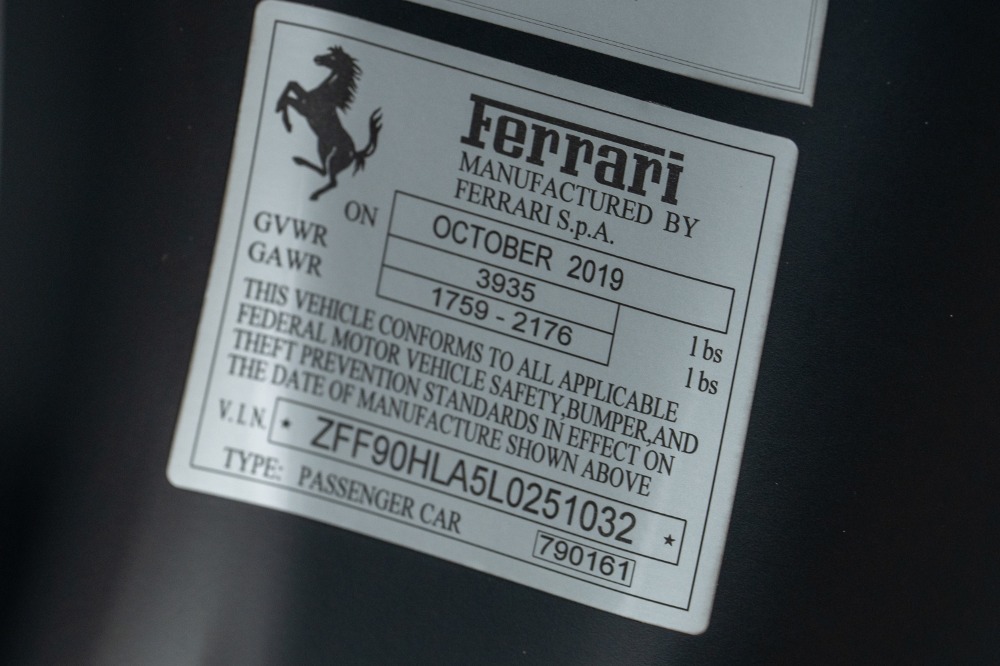 Ferrari
MANUFACTURED BY
FERRARI S.p.A.
ON OCTOBER 2019
GVWR 3935 lbs
GAWR 1759 - 2176 lbs
THIS VEHICLE CONFORMS TO ALL APPLICABLE
FEDERAL MOTOR VEHICLE SAFETY,BUMPER,AND
THEFT PREVENTION STANDARDS IN EFFECT ON
THE DATE OF MANUFACTURE SHOWN ABOVE
V.I.N. * ZFF90HLA5L0251032 *
TYPE: PASSENGER CAR
790161